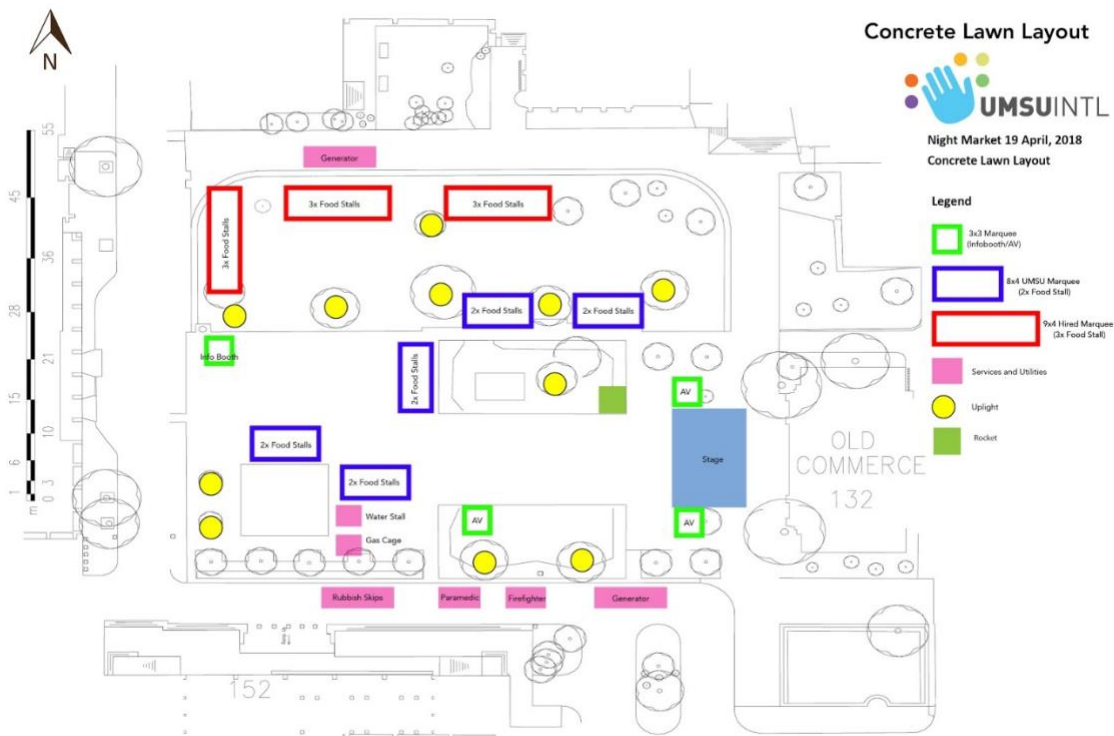 Concrete Lawn Layout
UMSUINTL
Night Market 19 April, 2018
Concrete Lawn Layout
Legend
3x3 Marquee
(Infobooth/AV)
8x4 UMSU Marquee
(2x Food Stall)
9x4 Hired Marquee
(3x Food Stall)
Services and Utilities
Uplight
Rocket
N
55
45
36
28
21
15
10
6
3
0
1
m
Generator
3x Food Stalls
3x Food Stalls
3x Food Stalls
2x Food Stalls
2x Food Stalls
Info Booth
2x Food Stalls
AV
Stage
2x Food Stalls
2x Food Stalls
Water Stall
Gas Cage
AV
AV
OLD
COMMERCE
132
Rubbish Skips
Paramedic
Firefighter
Generator
152